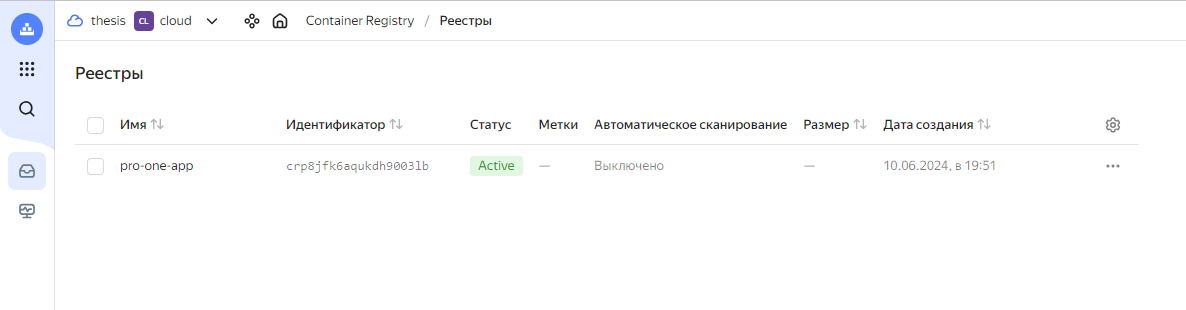 thesis CL cloud Container Registry / Реестры
Реестры
Имя Идентификатор Статус Метки Автоматическое сканирование Размер Дата создания
pro-one-app crp8jfk6aqukdh9003lb Active — Выключено — 10.06.2024, в 19:51